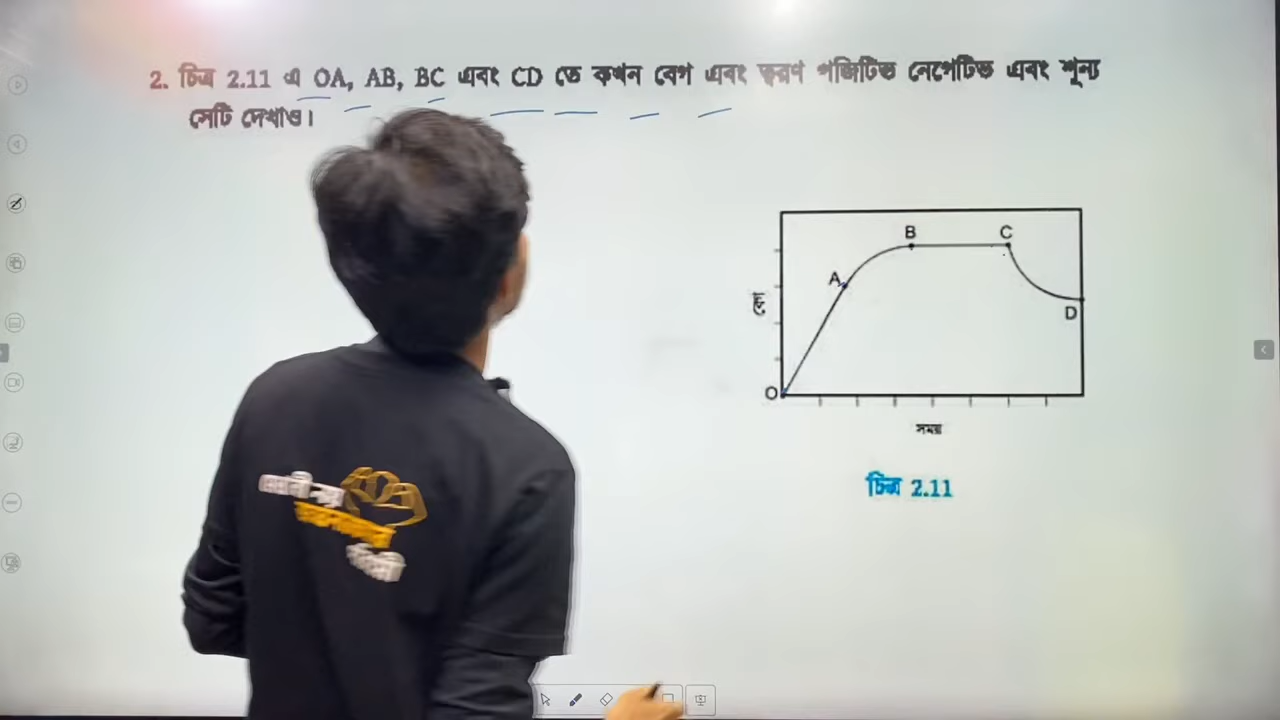 2. চিত্র 2.11 এ OA, AB, BC এবং CD তে কখন বেগ এবং ত্বরণ পজিটিভ নেগেটিভ এবং শূন্য
সেটি দেখাও।
B
C
A
বেগ
D
O
সময়
চিত্র 2.11